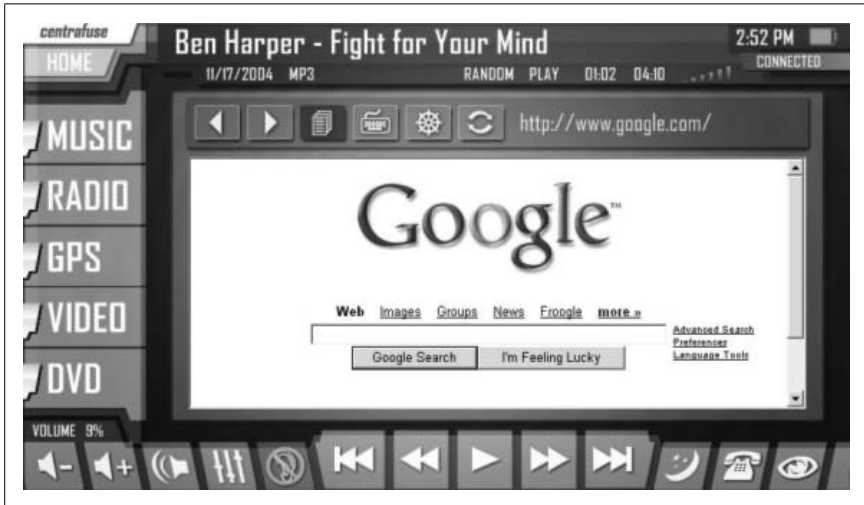 centrafuse
HOME
Ben Harper - Fight for Your Mind
2:52 PM
11/17/2004 MP3 RANDOM PLAY 01:02 04:10
CONNECTED
MUSIC
RADIO
GPS
VIDEO
DVD
http://www.google.com/
Google™
Web Images Groups News Froogle more »
Advanced Search
Preferences
Language Tools
Google Search I'm Feeling Lucky
VOLUME 9%